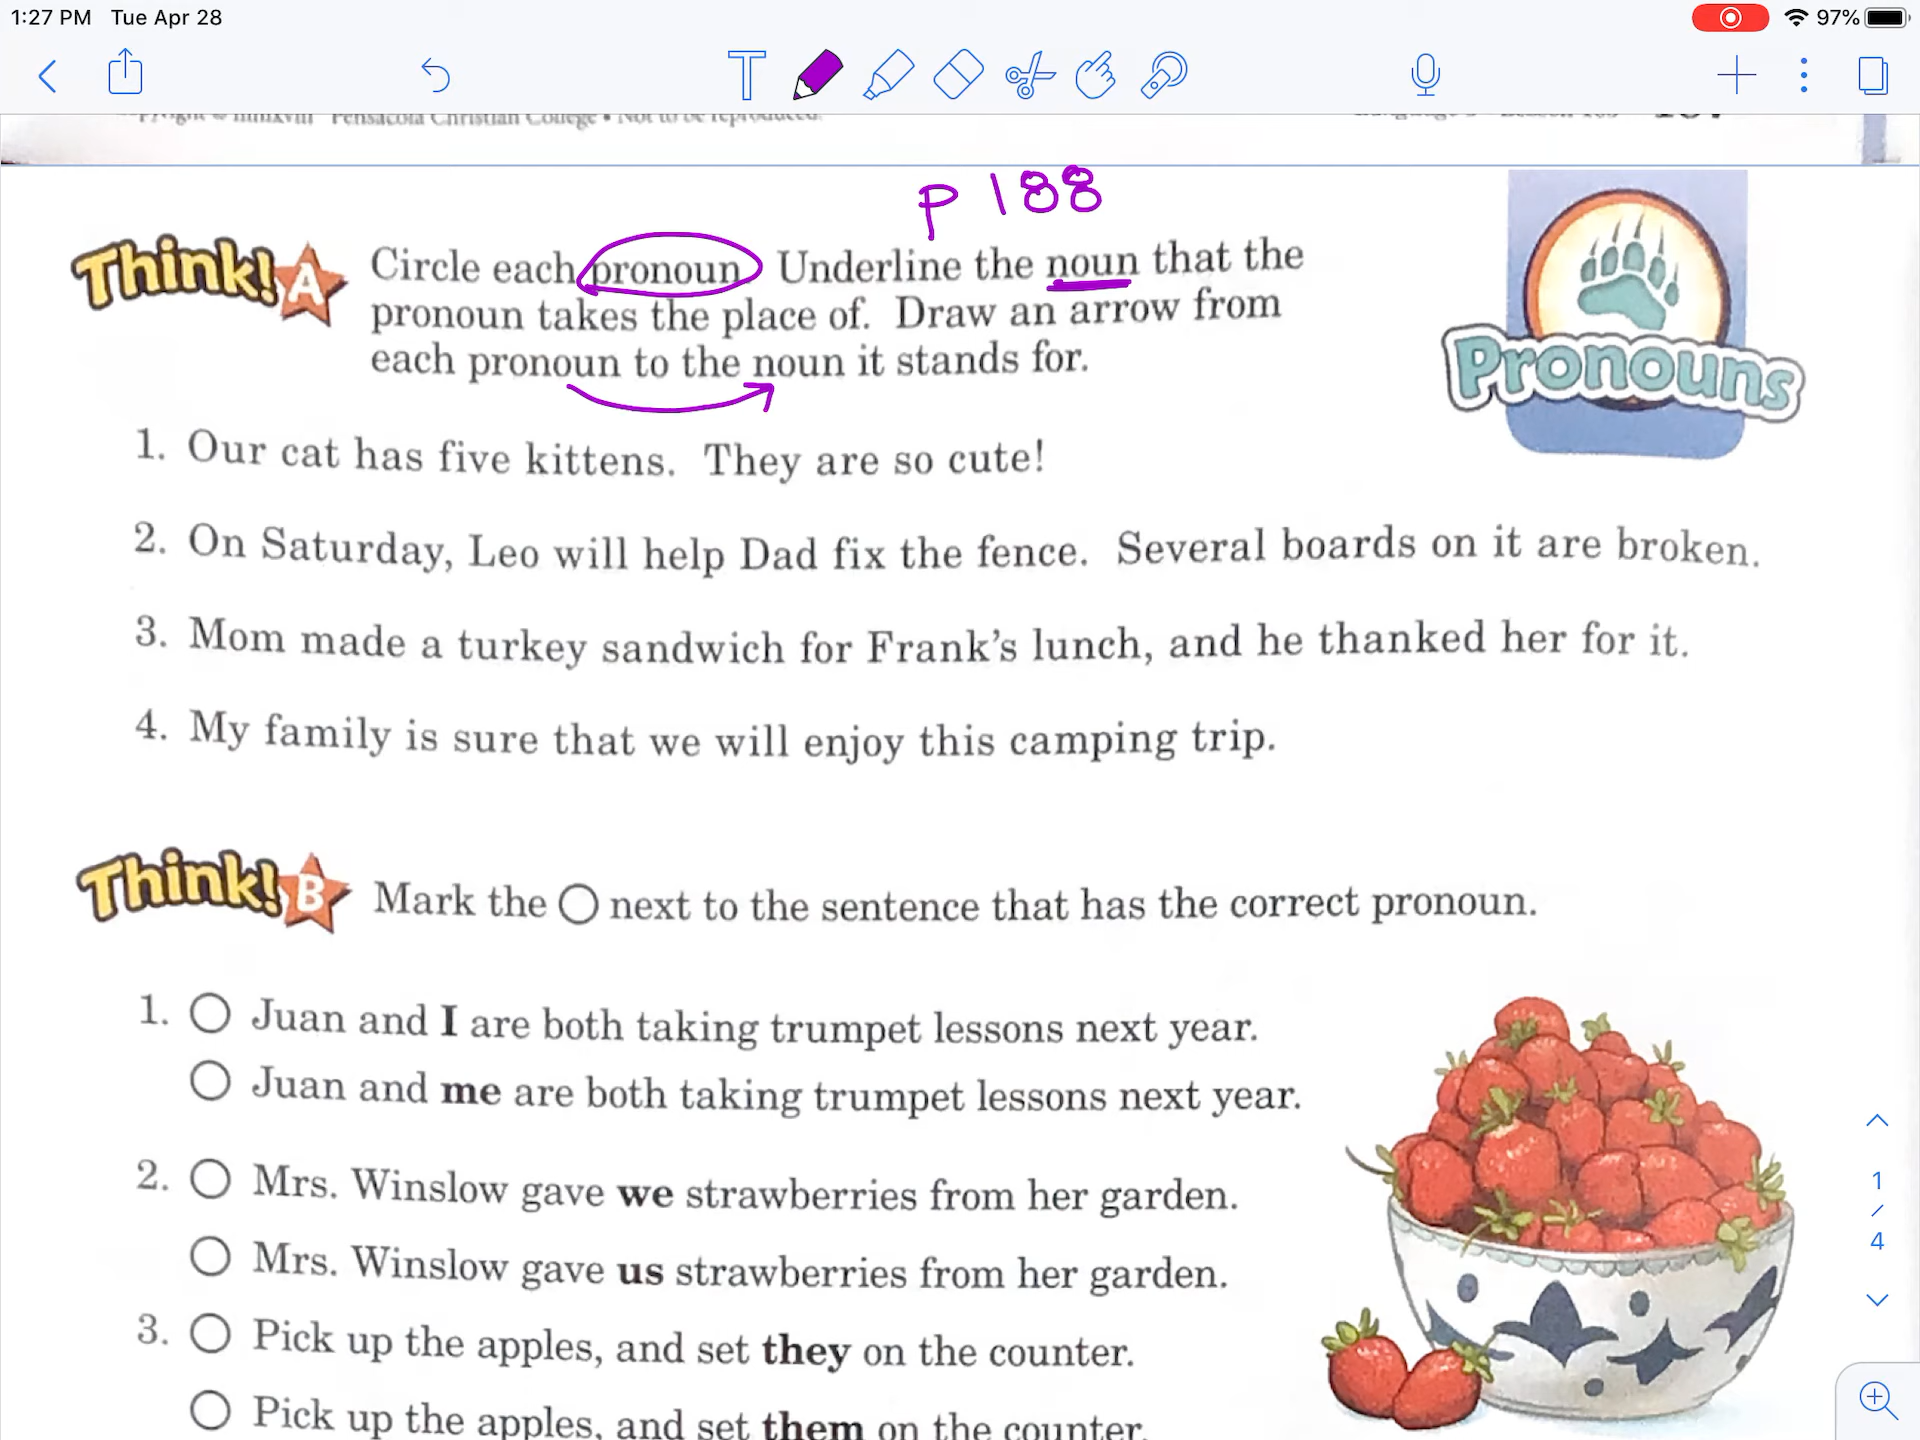 1:27 PM Tue Apr 28
97%
T
Pensacola Christian College • Not to be reproduced.
p 188
Think! A Circle each pronoun. Underline the noun that the
pronoun takes the place of. Draw an arrow from
each pronoun to the noun it stands for.
Pronouns
1. Our cat has five kittens. They are so cute!
2. On Saturday, Leo will help Dad fix the fence. Several boards on it are broken.
3. Mom made a turkey sandwich for Frank's lunch, and he thanked her for it.
4. My family is sure that we will enjoy this camping trip.
Think! B Mark the ○ next to the sentence that has the correct pronoun.
1. ○ Juan and I are both taking trumpet lessons next year.
○ Juan and me are both taking trumpet lessons next year.
2. ○ Mrs. Winslow gave we strawberries from her garden.
○ Mrs. Winslow gave us strawberries from her garden.
3. ○ Pick up the apples, and set they on the counter.
○ Pick up the apples, and set them on the counter.
1
/
4